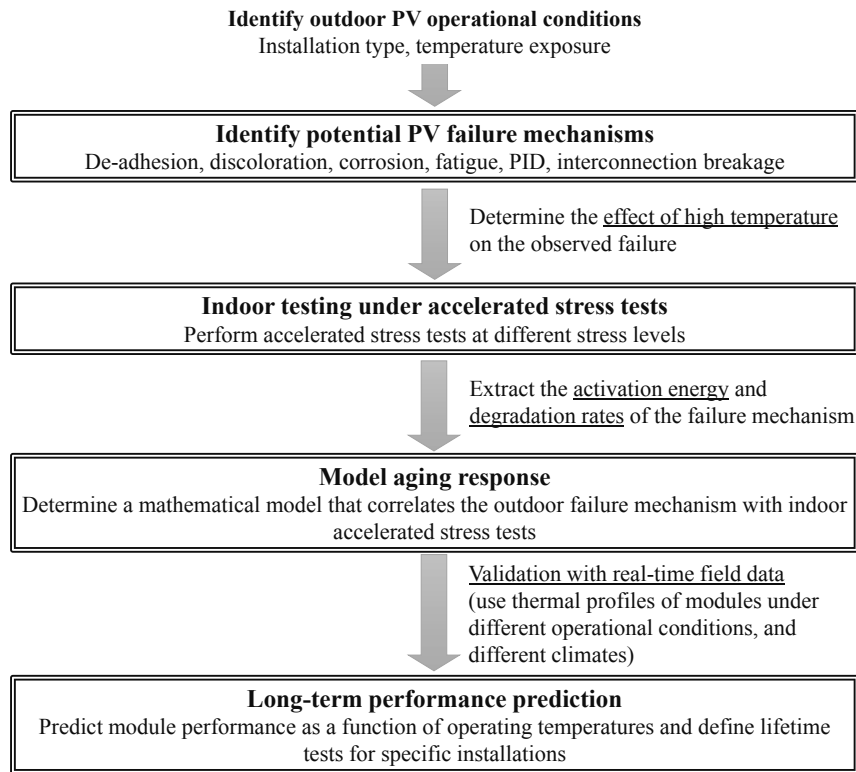 Identify outdoor PV operational conditions
Installation type, temperature exposure
Identify potential PV failure mechanisms
De-adhesion, discoloration, corrosion, fatigue, PID, interconnection breakage
Determine the effect of high temperature
on the observed failure
Indoor testing under accelerated stress tests
Perform accelerated stress tests at different stress levels
Extract the activation energy and
degradation rates of the failure mechanism
Model aging response
Determine a mathematical model that correlates the outdoor failure mechanism with indoor
accelerated stress tests
Validation with real-time field data
(use thermal profiles of modules under
different operational conditions, and
different climates)
Long-term performance prediction
Predict module performance as a function of operating temperatures and define lifetime
tests for specific installations